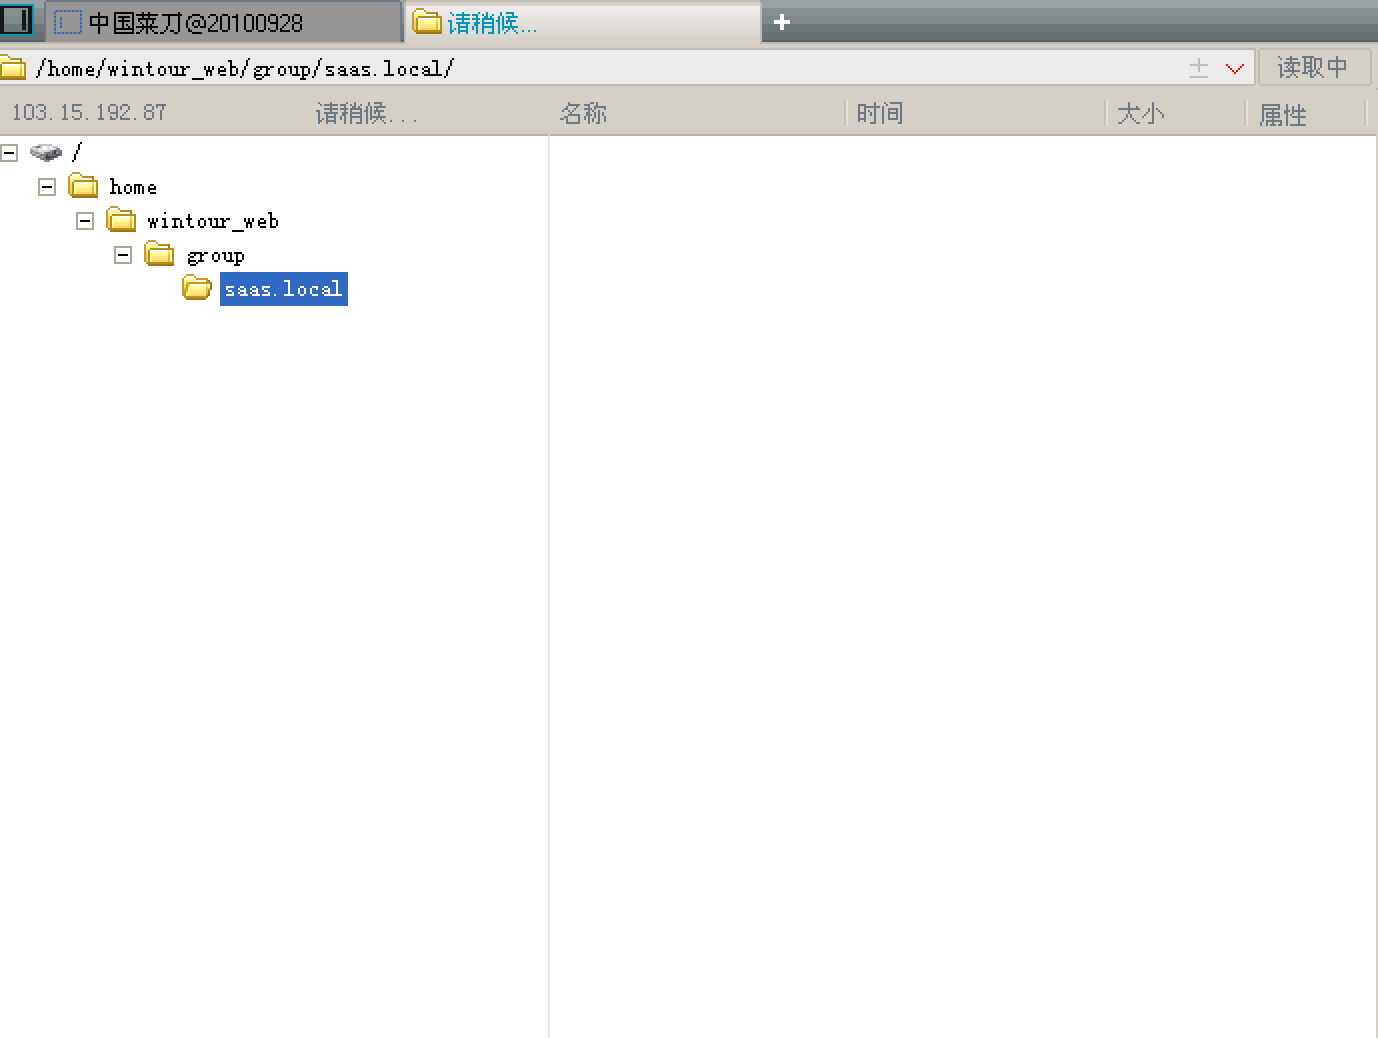 中国菜刀@20100928
请稍候...
/home/wintour_web/group/saas.local/
读取中
103.15.192.87
请稍候...
名称
时间
大小
属性
/
home
wintour_web
group
saas.local